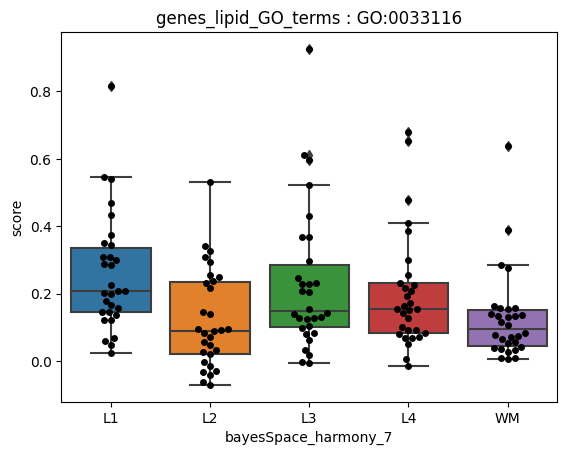 genes_lipid_GO_terms : GO:0033116
0.8
0.6
0.4
0.2
0.0
score
L1 L2 L3 L4 WM
bayesSpace_harmony_7